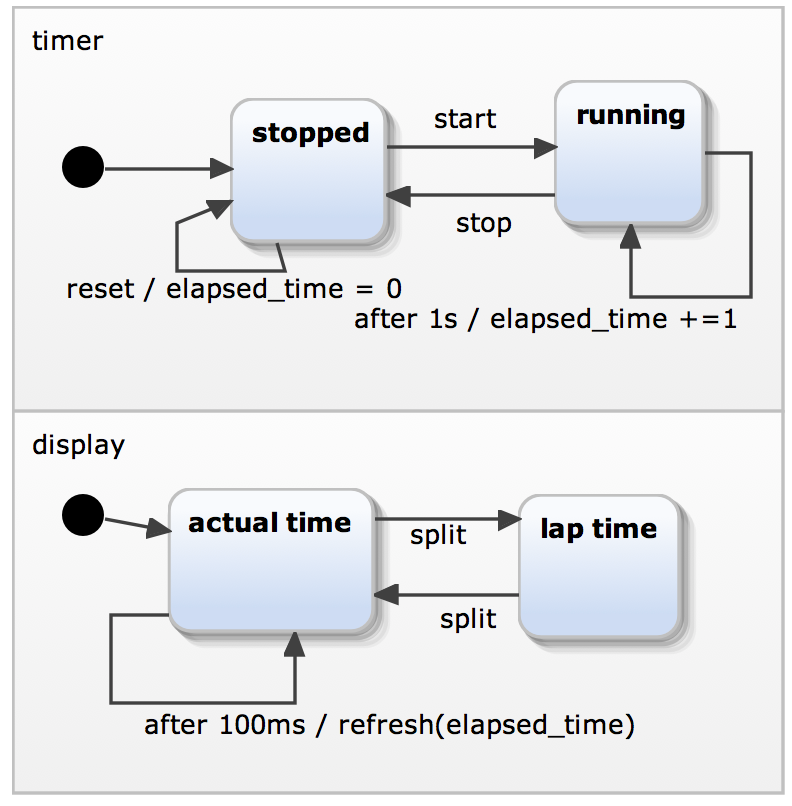 timer
stopped
start
running
stop
reset / elapsed_time = 0
after 1s / elapsed_time +=1
display
actual time
split
lap time
split
after 100ms / refresh(elapsed_time)